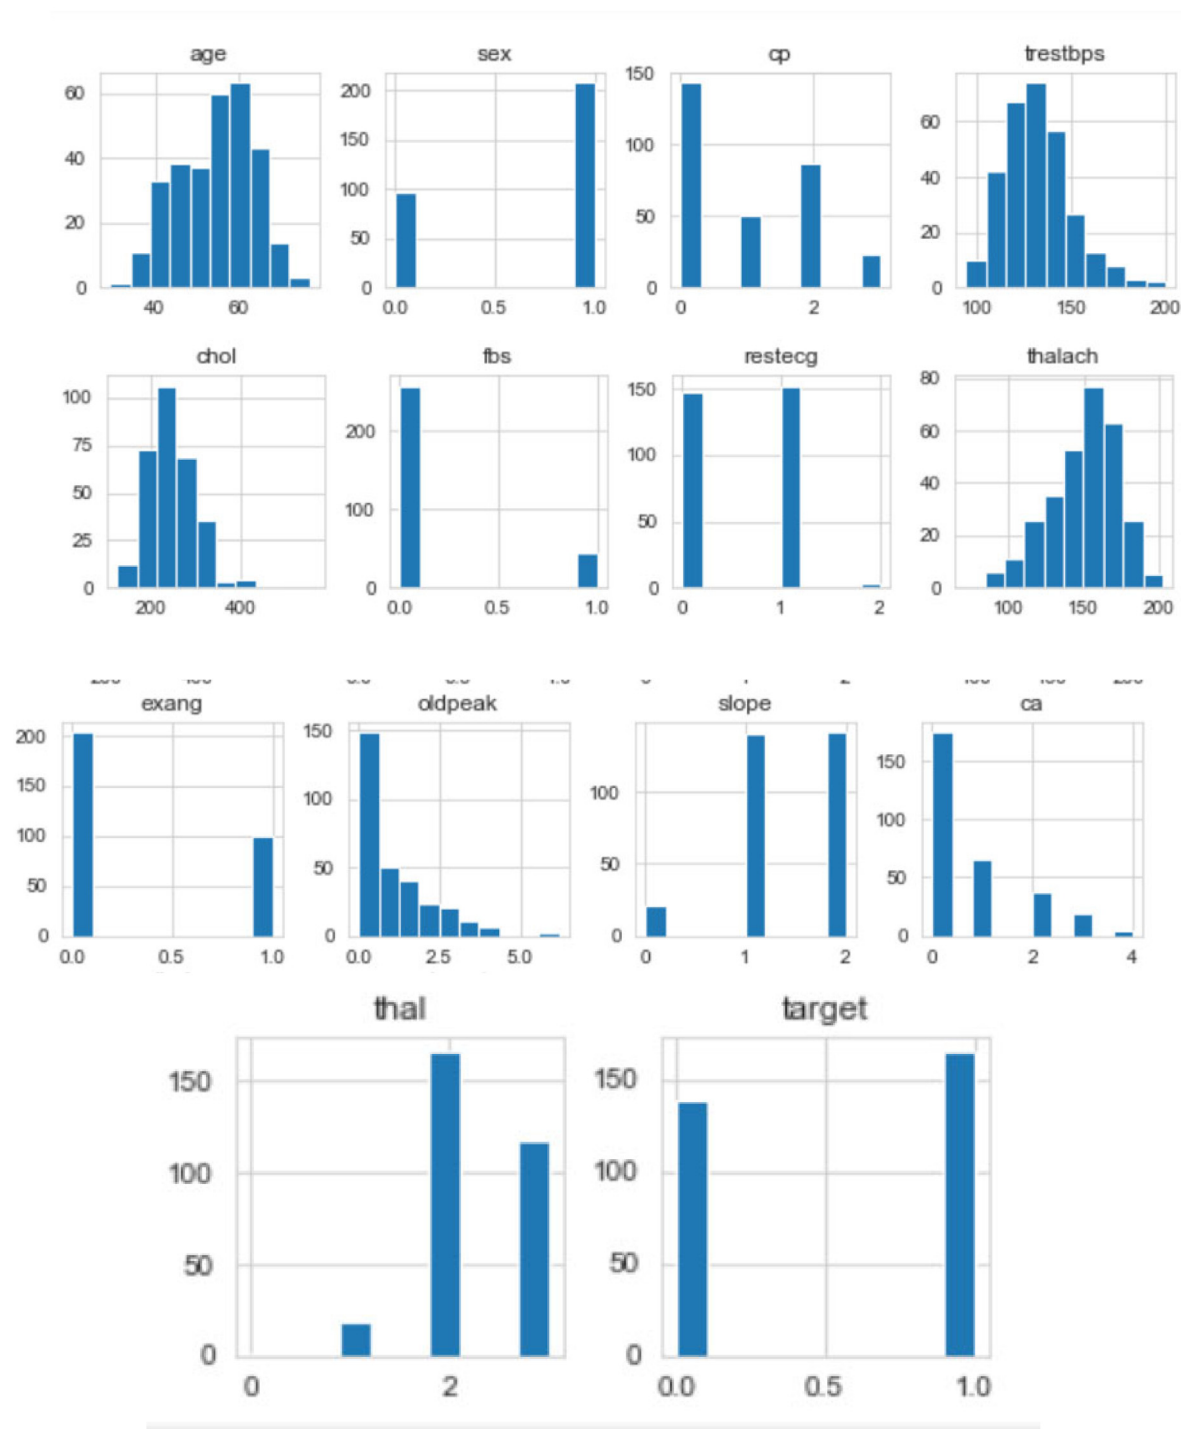 age sex cp trestbps
60 200 150 60
40 150 100 40
20 100 50 20
0 50 0 0
0
40 60 0.0 0.5 1.0 0 2 100 150 200
chol fbs restecg thalach
100 200 150 80
75 100 100 60
50 0 50 40
25 0 20
0 0
200 400 0.0 0.5 1.0 0 1 2 100 150 200
exang oldpeak slope ca
200 150 100 150
150 100 50 100
100 50 0 50
50 0 0
0
0.0 0.5 1.0 0.0 2.5 5.0 0 1 2 0 2 4
thal target
150 150
100 100
50 50
0 0
0 2 0.0 0.5 1.0